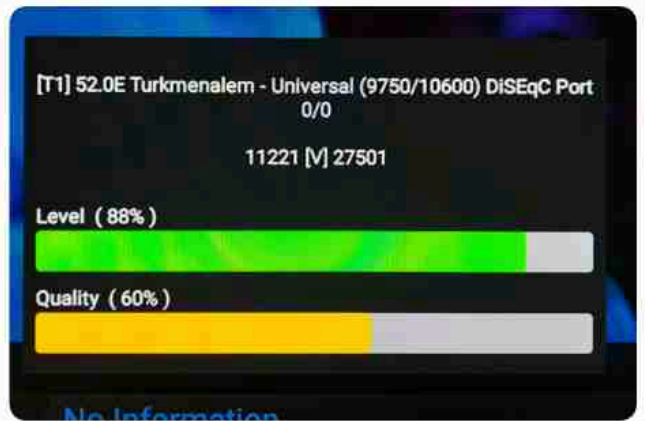 [T1] 52.0E Turkmenalem - Universal (9750/10600) DiSEqC Port
0/0
11221 [V] 27501
Level ( 88% )
Quality ( 60% )
No Information